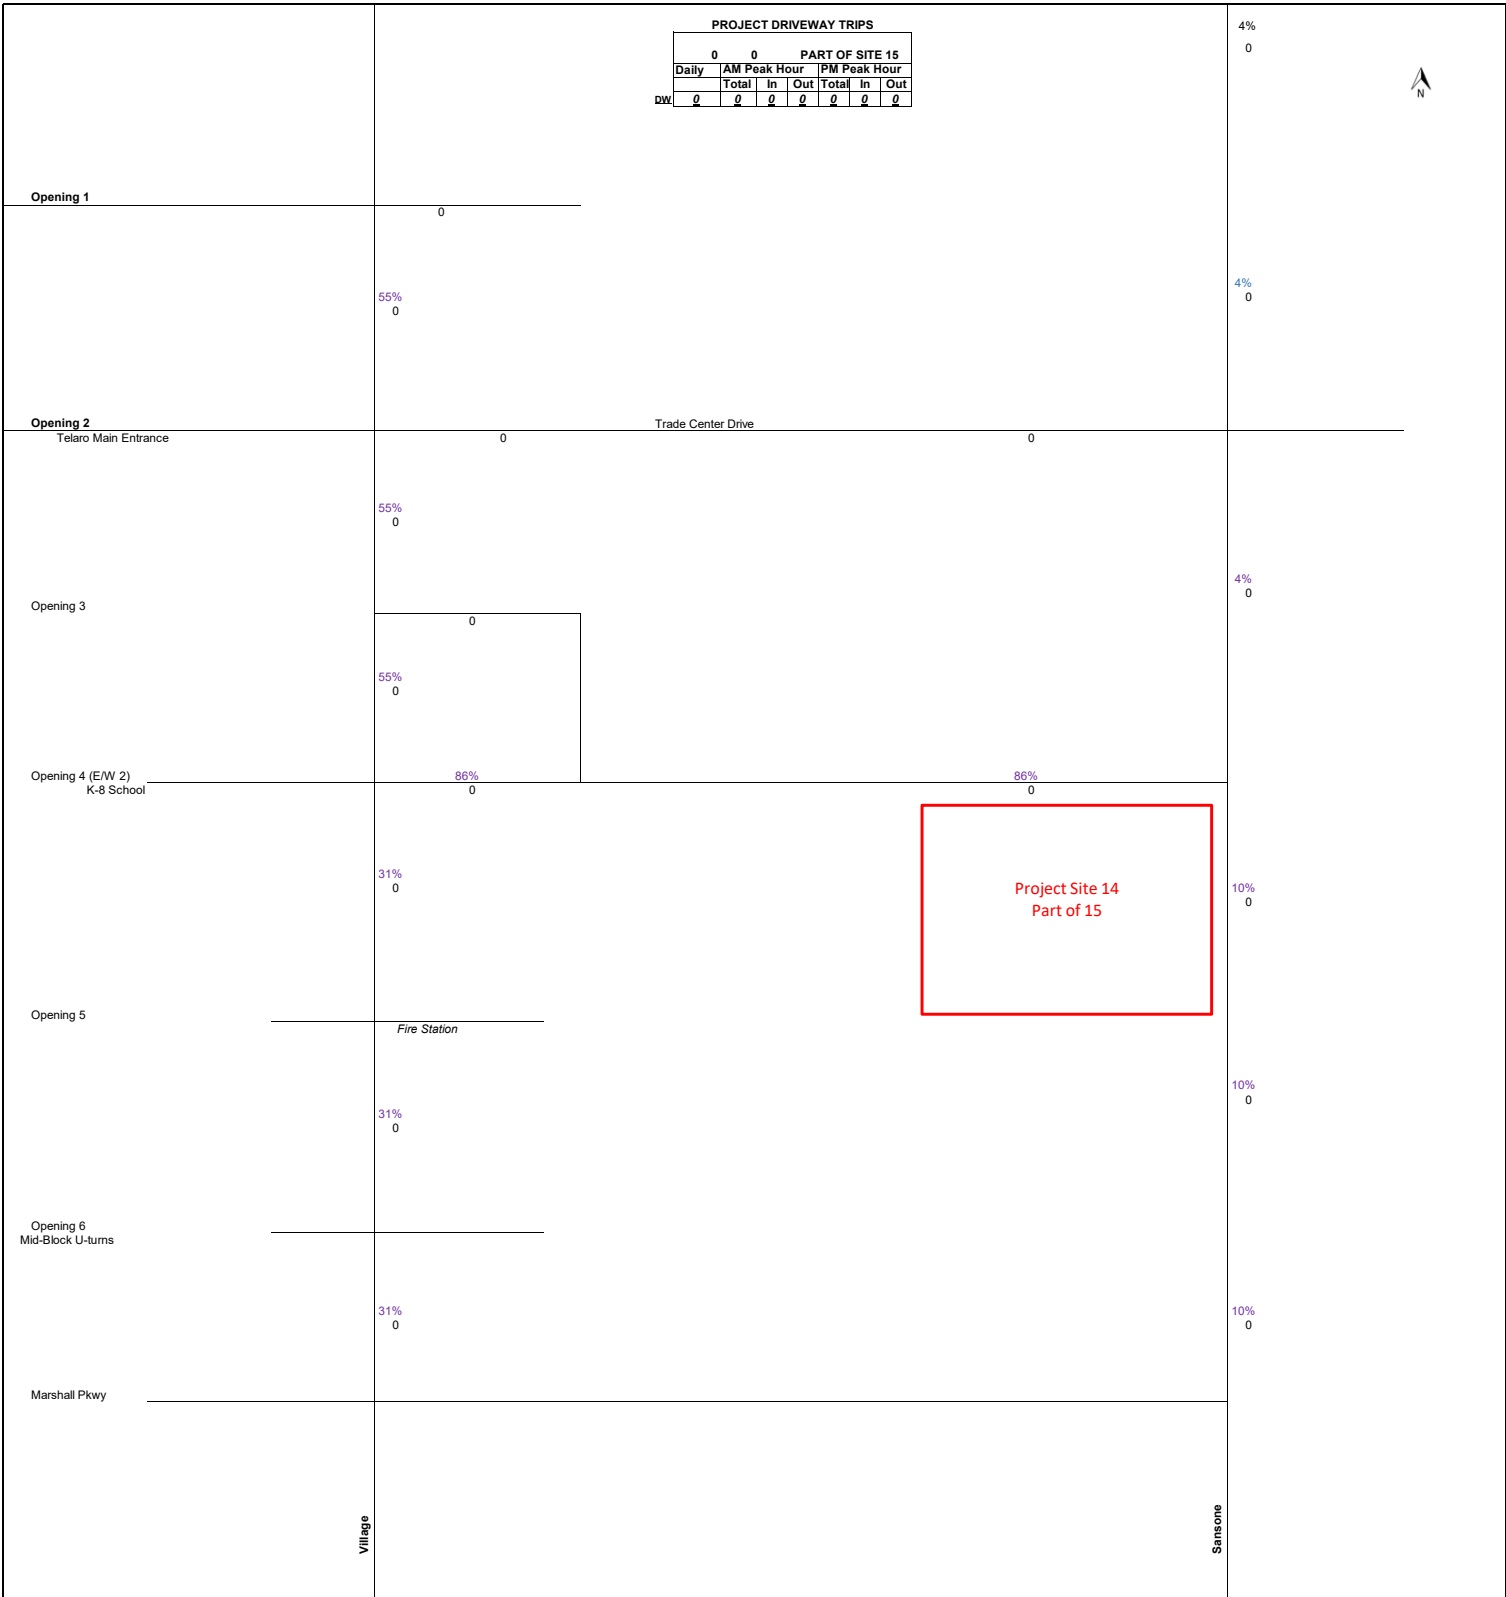 PROJECT DRIVEWAY TRIPS
4%
0
0 0 PART OF SITE 15
Daily AM Peak Hour PM Peak Hour
Total In Out Total In Out
DW 0 0 0 0 0 0 0
N
Opening 1
0
55%
0
4%
0
Opening 2
Trade Center Drive
Telaro Main Entrance
0
0
55%
0
4%
0
Opening 3
0
55%
0
Opening 4 (E/W 2)
86%
86%
K-8 School
0
0
31%
0
Project Site 14
Part of 15
10%
0
Opening 5
Fire Station
10%
0
31%
0
Opening 6
Mid-Block U-turns
31%
0
10%
0
Marshall Pkwy
Village
Sansone